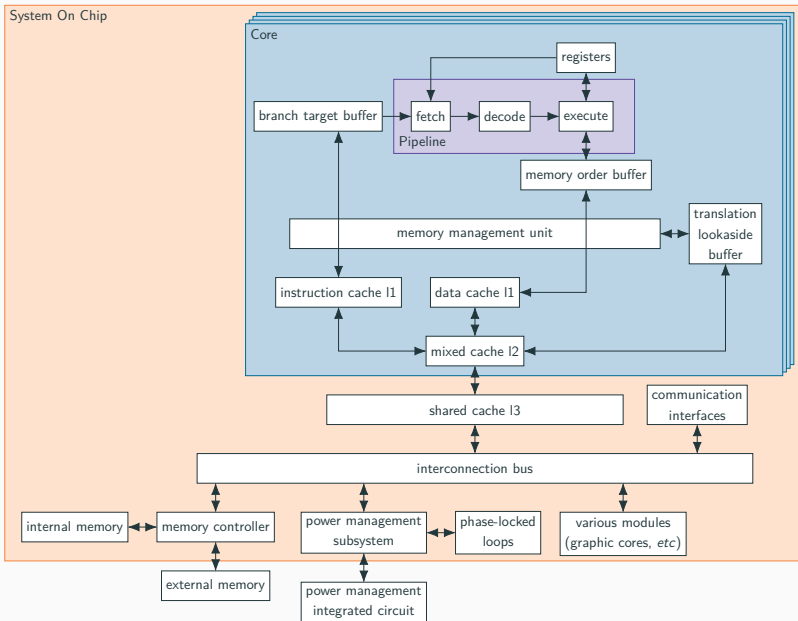 System On Chip
Core
registers
branch target buffer
fetch
decode
execute
Pipeline
memory order buffer
translation
lookaside
buffer
memory management unit
instruction cache l1
data cache l1
mixed cache l2
communication
interfaces
shared cache l3
interconnection bus
internal memory
memory controller
power management
subsystem
phase-locked
loops
various modules
(graphic cores, etc)
external memory
power management
integrated circuit